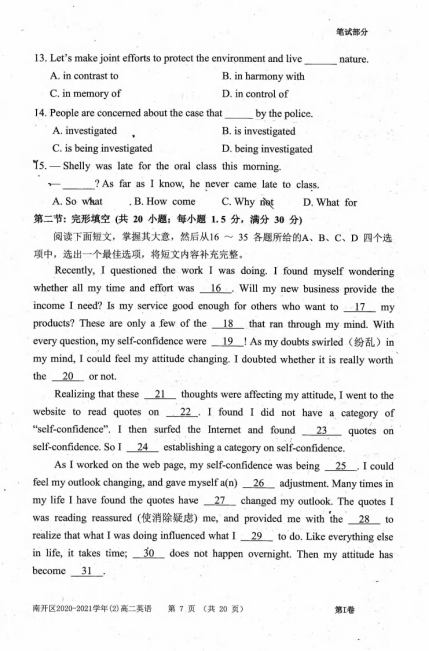 笔试部分
13. Let's make joint efforts to protect the environment and live ______ nature.
A. in contrast to B. in harmony with
C. in memory of D. in control of
14. People are concerned about the case that ______ by the police.
A. investigated B. is investigated
C. is being investigated D. being investigated
15. — Shelly was late for the oral class this morning.
— ______? As far as I know, he never came late to class.
A. So what B. How come C. Why not D. What for
第二节: 完形填空 (共 20 小题; 每小题 1.5 分, 满分 30 分)
阅读下面短文, 掌握其大意, 然后从16 ～ 35 各题所给的A、B、C、D 四个选
项中, 选出一个最佳选项, 将短文内容补充完整。
Recently, I questioned the work I was doing. I found myself wondering
whether all my time and effort was 16 . Will my new business provide the
income I need? Is my service good enough for others who want to 17 my
products? These are only a few of the 18 that ran through my mind. With
every question, my self-confidence were 19 ! As my doubts swirled (纷乱) in
my mind, I could feel my attitude changing. I doubted whether it is really worth
the 20 or not.
Realizing that these 21 thoughts were affecting my attitude, I went to the
website to read quotes on 22 . I found I did not have a category of
“self-confidence”. I then surfed the Internet and found 23 quotes on
self-confidence. So I 24 establishing a category on self-confidence.
As I worked on the web page, my self-confidence was being 25 . I could
feel my outlook changing, and gave myself a(n) 26 adjustment. Many times in
my life I have found the quotes have 27 changed my outlook. The quotes I
was reading reassured (使消除疑虑) me, and provided me with the 28 to
realize that what I was doing influenced what I 29 to do. Like everything else
in life, it takes time; 30 does not happen overnight. Then my attitude has
become 31 .
南开区2020-2021学年(2)高二英语 第 7 页 (共 20 页) 第I卷